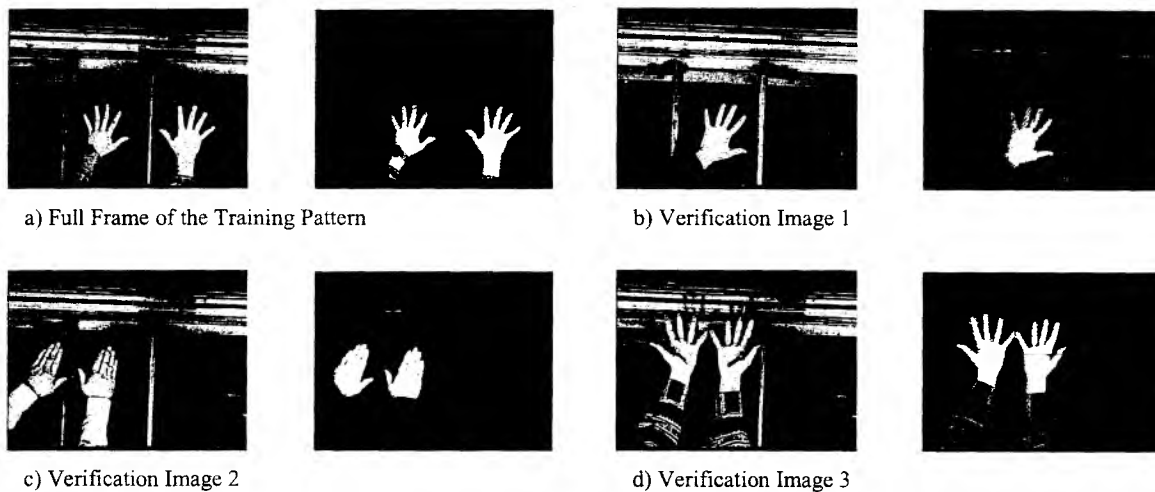 a) Full Frame of the Training Pattern
b) Verification Image 1
c) Verification Image 2
d) Verification Image 3